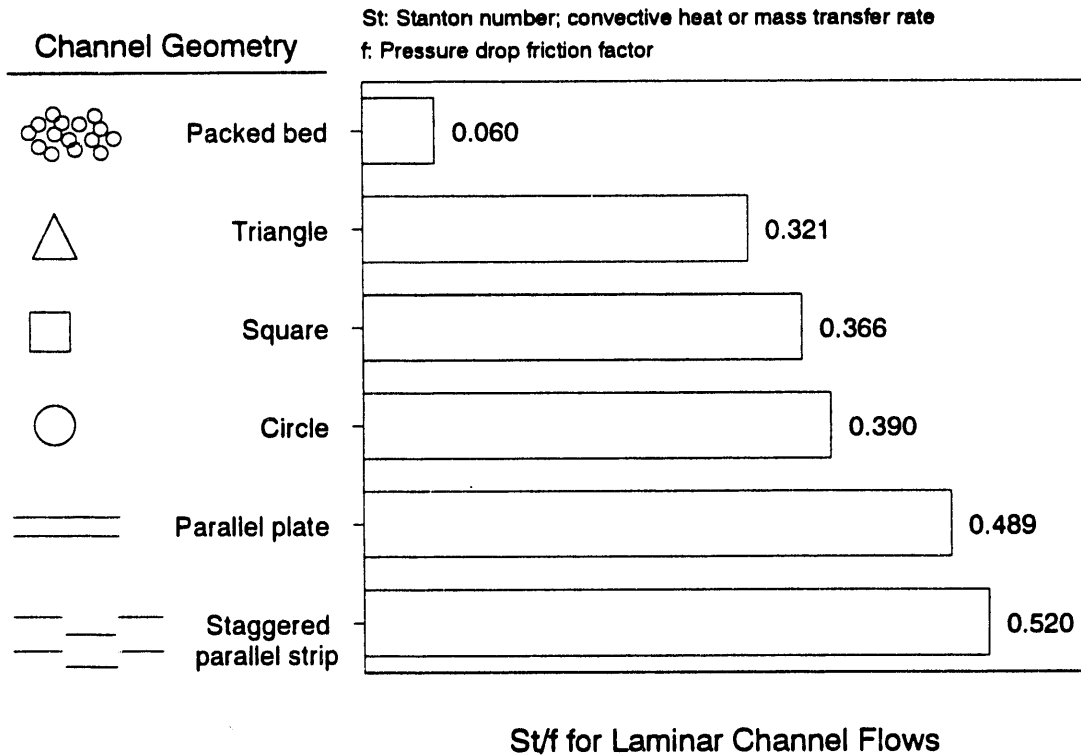 St: Stanton number; convective heat or mass transfer rate
f: Pressure drop friction factor
Channel Geometry
Packed bed
0.060
Triangle
0.321
Square
0.366
Circle
0.390
Parallel plate
0.489
Staggered
parallel strip
0.520
St/f for Laminar Channel Flows